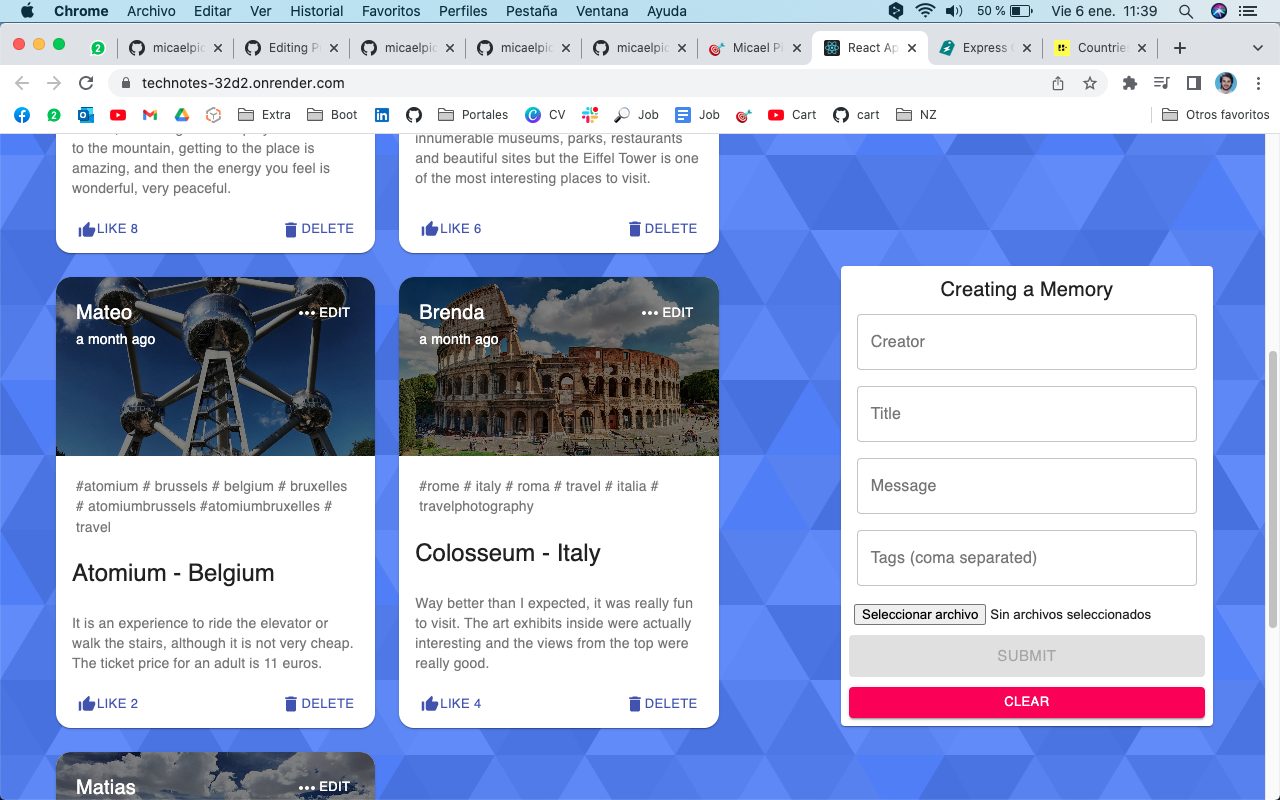 Chrome Archivo Editar Ver Historial Favoritos Perfiles Pestaña Ventana Ayuda 50 % Vie 6 ene. 11:39
2 micaelpic Editing P micaelpic micaelpic micaelpic Micael Pi React Ap Express Countrie
technotes-32d2.onrender.com
2 Extra Boot Portales CV Job Job Cart cart NZ Otros favoritos
to the mountain, getting to the place is
amazing, and then the energy you feel is
wonderful, very peaceful.
LIKE 8 DELETE
innumerable museums, parks, restaurants
and beautiful sites but the Eiffel Tower is one
of the most interesting places to visit.
LIKE 6 DELETE
Mateo EDIT
a month ago
#atomium # brussels # belgium # bruxelles
# atomiumbrussels #atomiumbruxelles #
travel
Atomium - Belgium
It is an experience to ride the elevator or
walk the stairs, although it is not very cheap.
The ticket price for an adult is 11 euros.
LIKE 2 DELETE
Brenda EDIT
a month ago
#rome # italy # roma # travel # italia #
travelphotography
Colosseum - Italy
Way better than I expected, it was really fun
to visit. The art exhibits inside were actually
interesting and the views from the top were
really good.
LIKE 4 DELETE
Matias EDIT
Creating a Memory
Creator
Title
Message
Tags (coma separated)
Seleccionar archivo Sin archivos seleccionados
SUBMIT
CLEAR